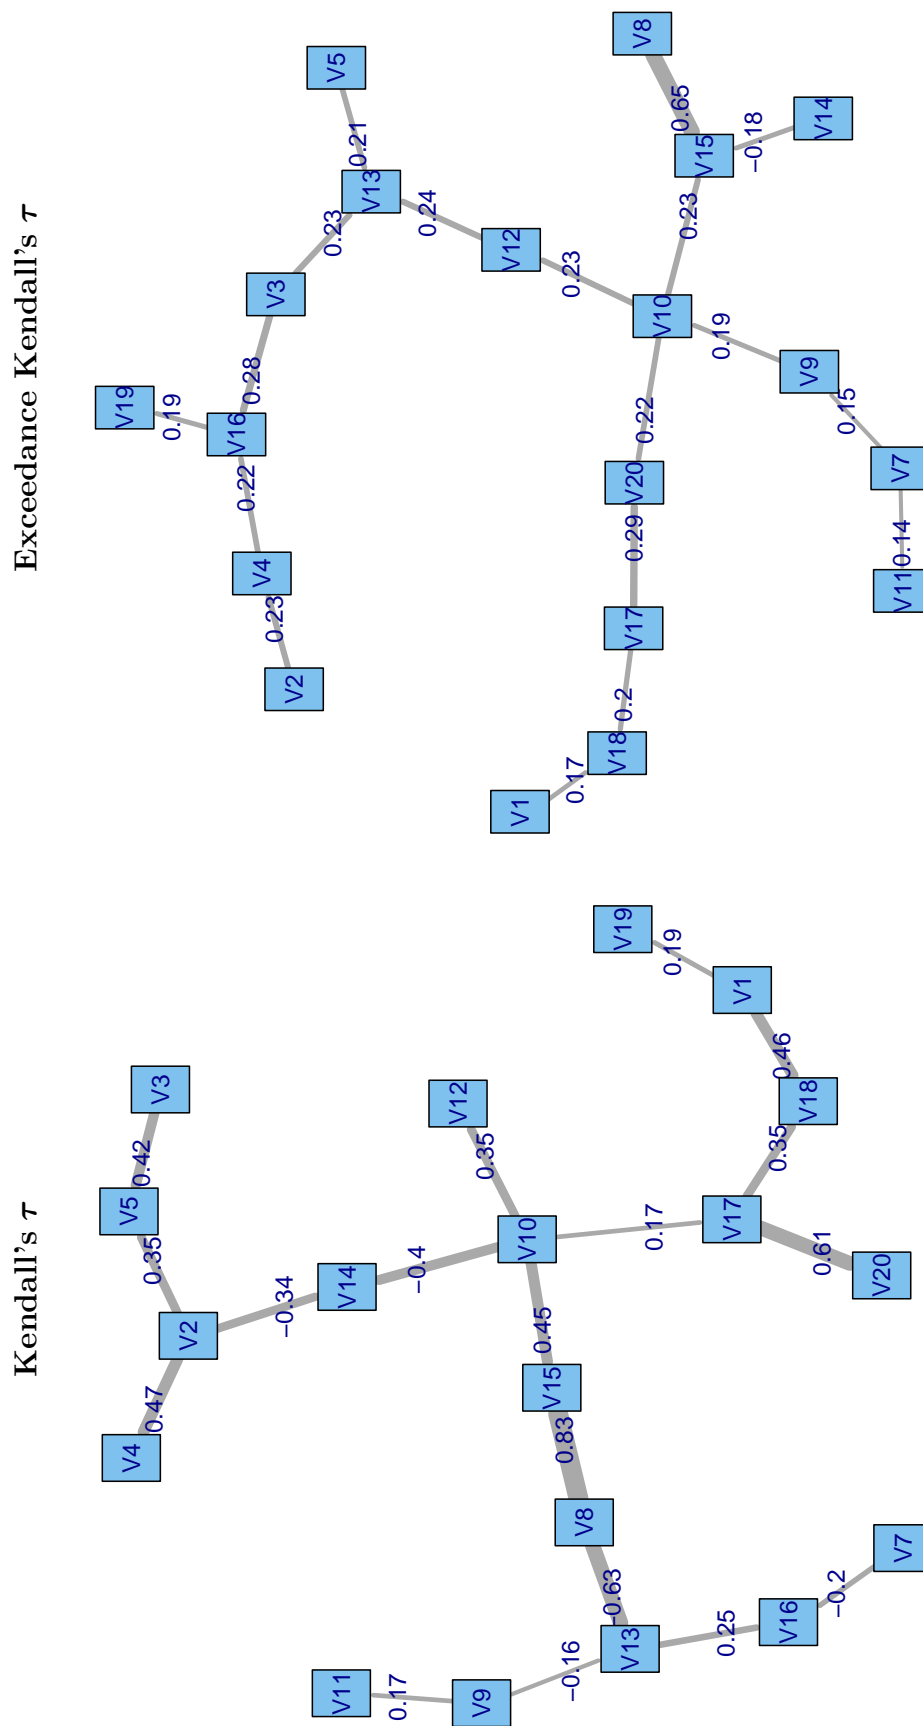 Kendall's τ
V4
V2
V5
V3
0.47
0.35
0.42
−0.34
V14
−0.4
V10
V12
0.35
0.17
V17
V20
0.61
0.35
V18
0.46
V1
0.19
V19
0.45
V15
0.83
V8
−0.63
V13
−0.16
V9
0.17
V11
0.25
V16
−0.2
V7
Exceedance Kendall's τ
V2
0.23
V4
0.22
V16
0.19
V19
0.28
V3
0.23
V13
0.21
V5
0.24
V12
0.23
V10
V1
0.17
V18
0.2
V17
0.29
V20
0.22
0.23
V15
0.65
V8
−0.18
V14
0.19
V9
0.15
V7
0.14
V11